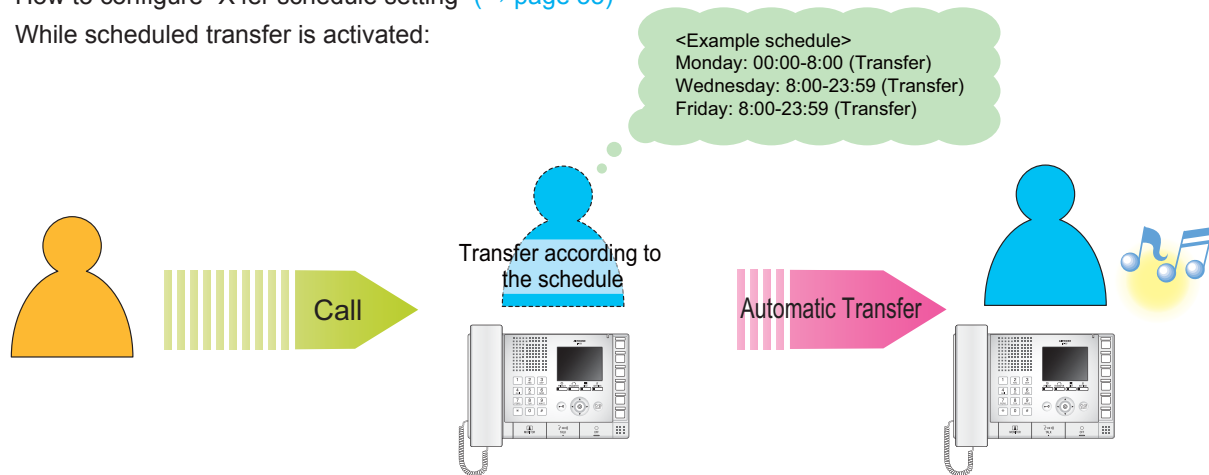 While scheduled transfer is activated:
<Example schedule>
Monday: 00:00-8:00 (Transfer)
Wednesday: 8:00-23:59 (Transfer)
Friday: 8:00-23:59 (Transfer)
Transfer according to
the schedule
Call
Automatic Transfer